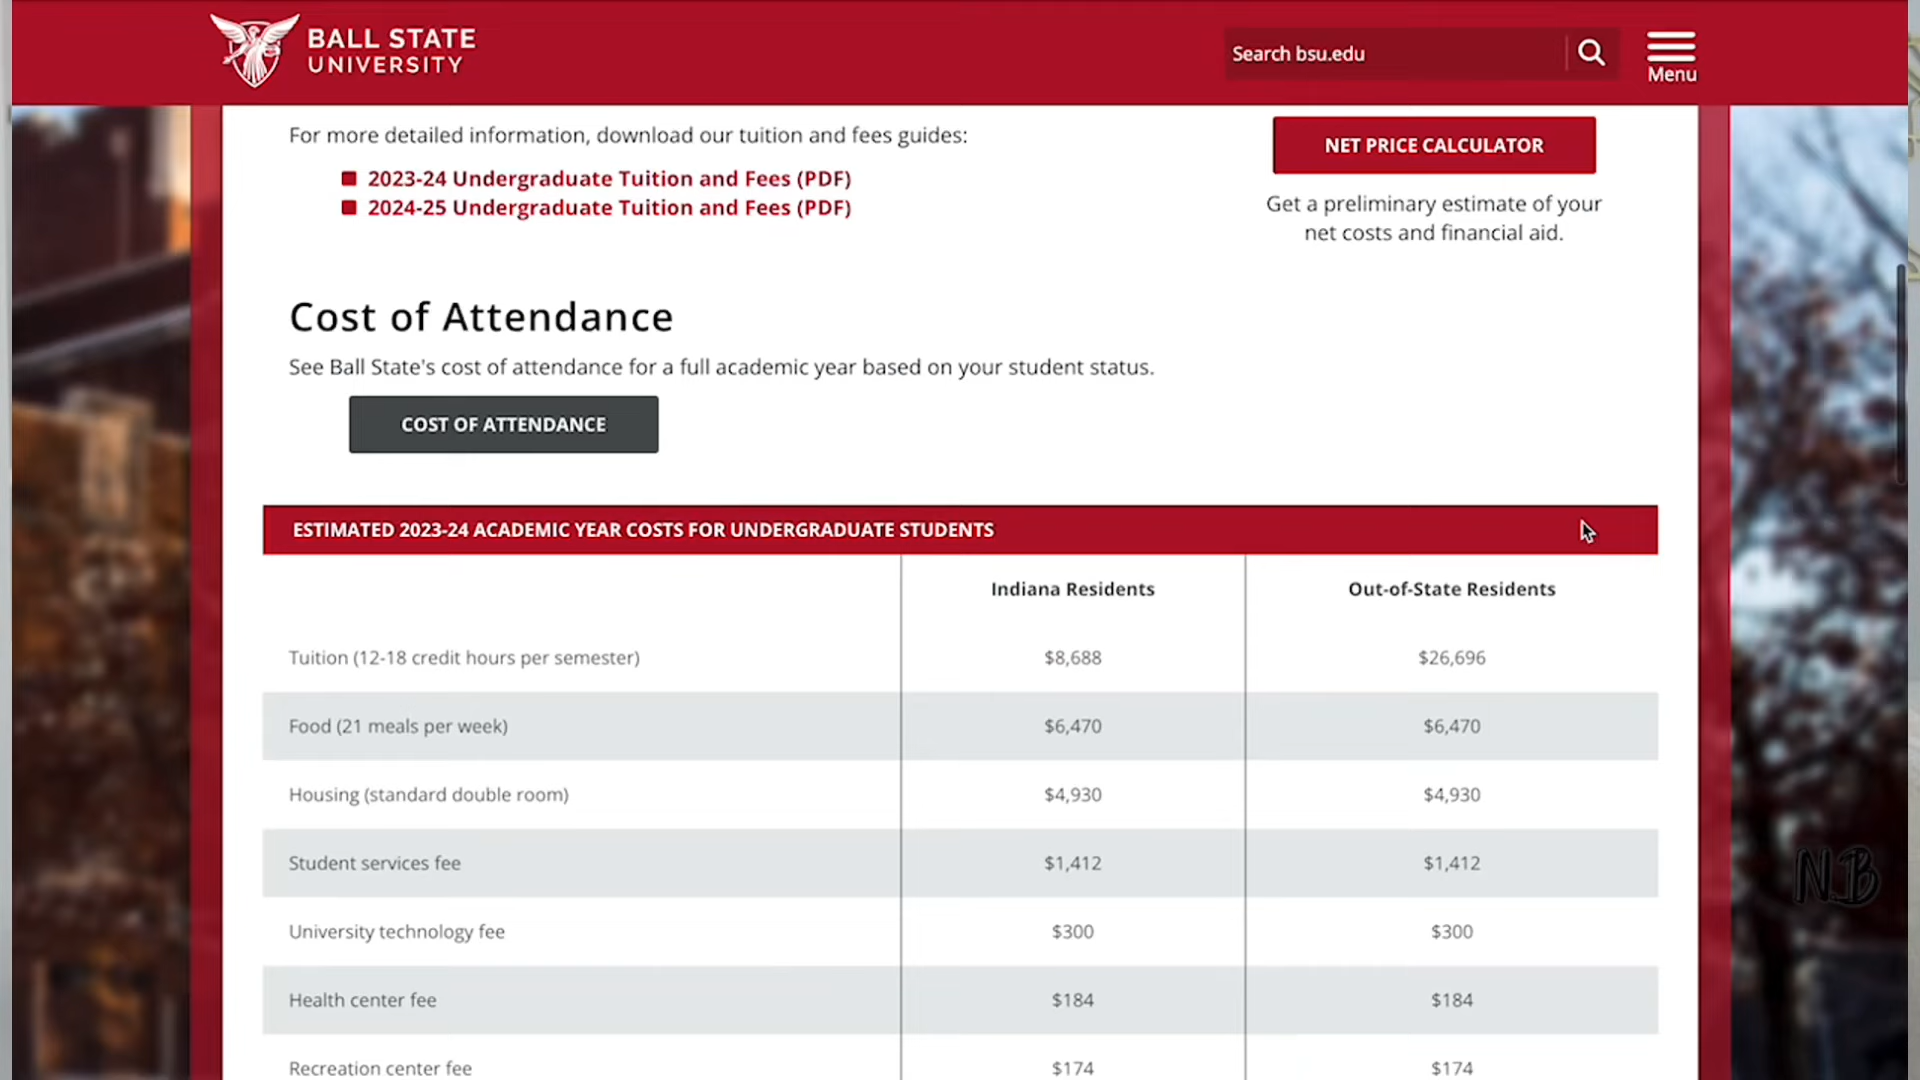 BALL STATE
UNIVERSITY
Search bsu.edu
Menu
For more detailed information, download our tuition and fees guides:
2023-24 Undergraduate Tuition and Fees (PDF)
2024-25 Undergraduate Tuition and Fees (PDF)
NET PRICE CALCULATOR
Get a preliminary estimate of your
net costs and financial aid.
Cost of Attendance
See Ball State's cost of attendance for a full academic year based on your student status.
COST OF ATTENDANCE
ESTIMATED 2023-24 ACADEMIC YEAR COSTS FOR UNDERGRADUATE STUDENTS
Indiana Residents Out-of-State Residents
Tuition (12-18 credit hours per semester) $8,688 $26,696
Food (21 meals per week) $6,470 $6,470
Housing (standard double room) $4,930 $4,930
Student services fee $1,412 $1,412
University technology fee $300 $300
Health center fee $184 $184
Recreation center fee $174 $174
NB